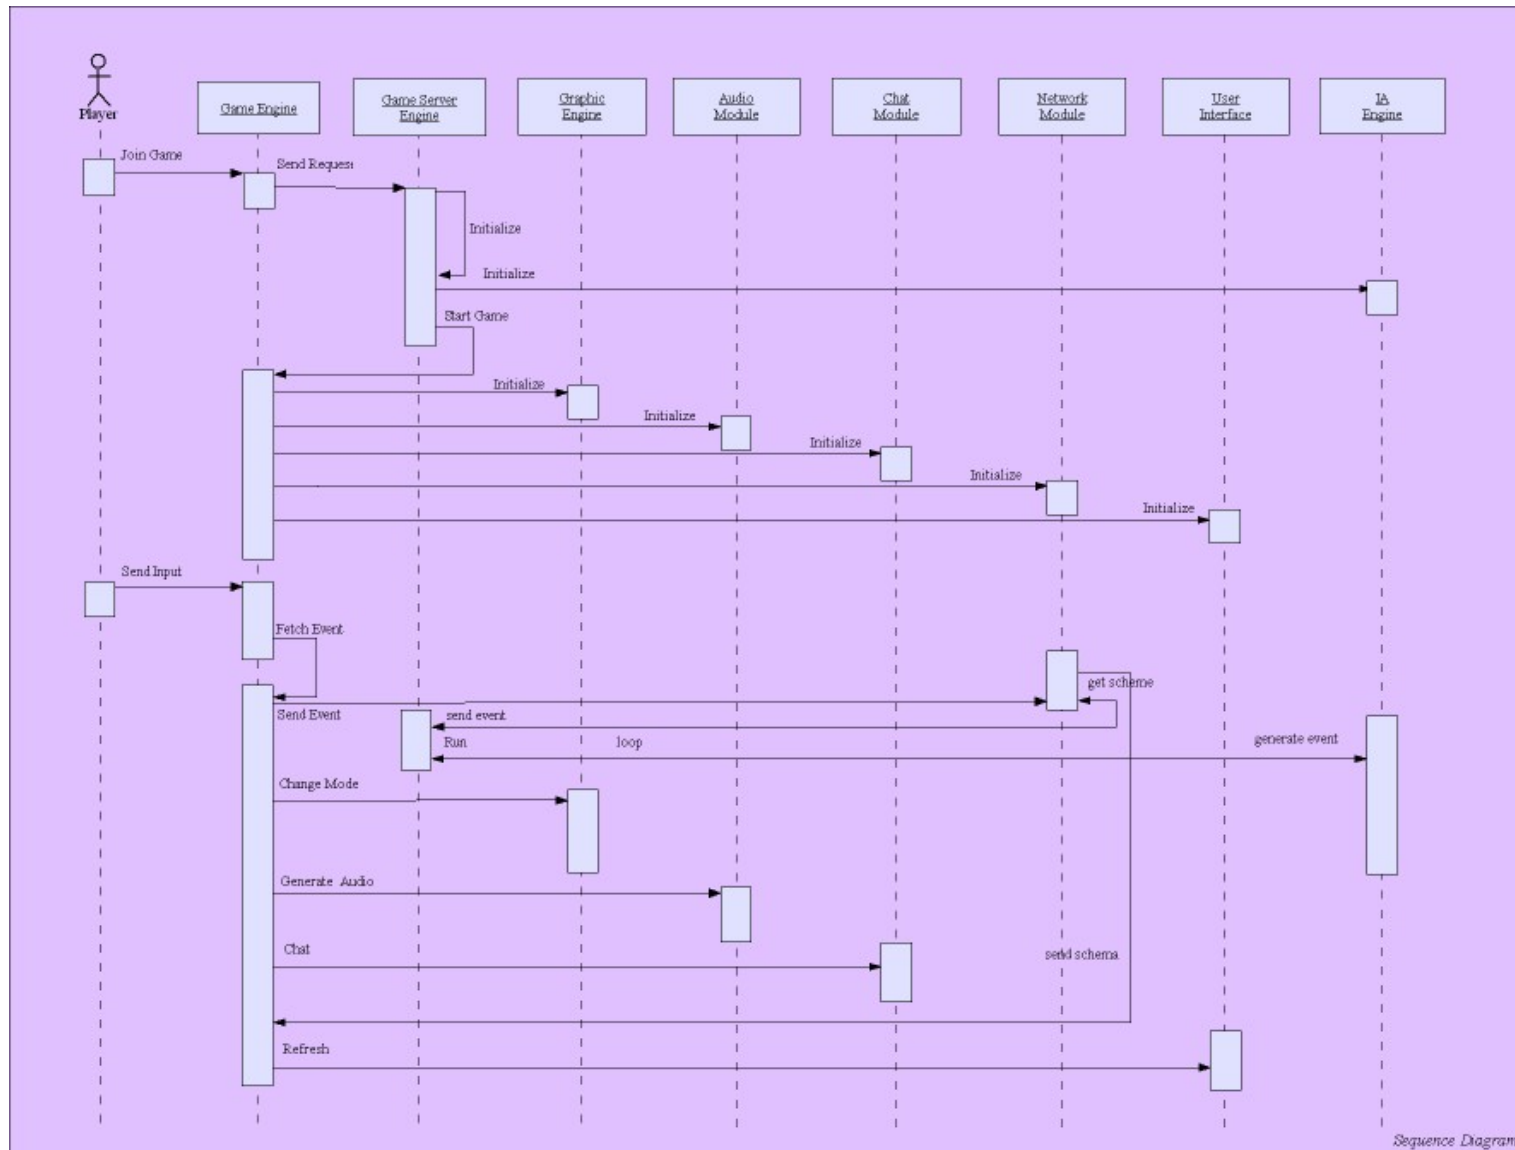 Player
Game Engine
Game Server
Engine
Graphic
Engine
Audio
Module
Chat
Module
Network
Module
User
Interface
IA
Engine
Join Game
Send Reques
Initialize
Initialize
Start Game
Initialize
Initialize
Initialize
Initialize
Initialize
Send Input
Fetch Event
get scheme
Send Event
send event
Run
loop
generate event
Change Mode
Generate Audio
Chat
send schema
Refresh
Sequence Diagram